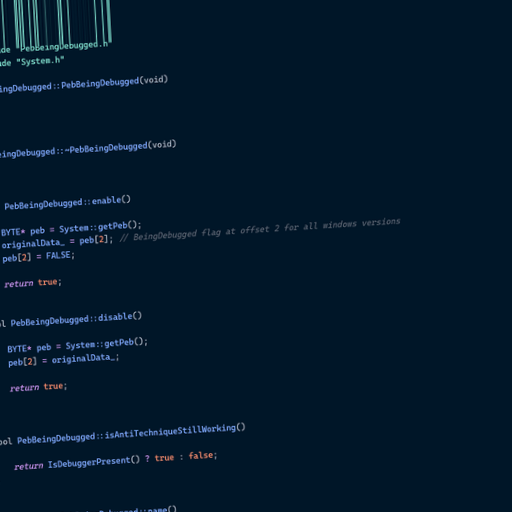 ude "PebBeingDebugged.h"
ude "System.h"
ingDebugged::PebBeingDebugged(void)
eingDebugged::~PebBeingDebugged(void)
PebBeingDebugged::enable()
BYTE* peb = System::getPeb();
originalData_ = peb[2]; // BeingDebugged flag at offset 2 for all windows versions
peb[2] = FALSE;
return true;
ol PebBeingDebugged::disable()
BYTE* peb = System::getPeb();
peb[2] = originalData_;
return true;
ool PebBeingDebugged::isAntiTechniqueStillWorking()
return IsDebuggerPresent() ? true : false;